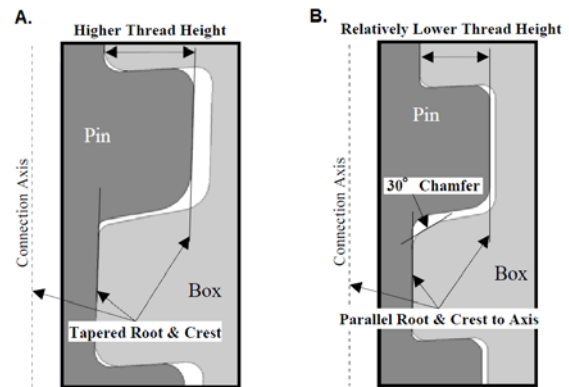 A.
Higher Thread Height
Pin
Connection Axis
Box
Tapered Root & Crest
B.
Relatively Lower Thread Height
Pin
30° Chamfer
Connection Axis
Box
Parallel Root & Crest to Axis